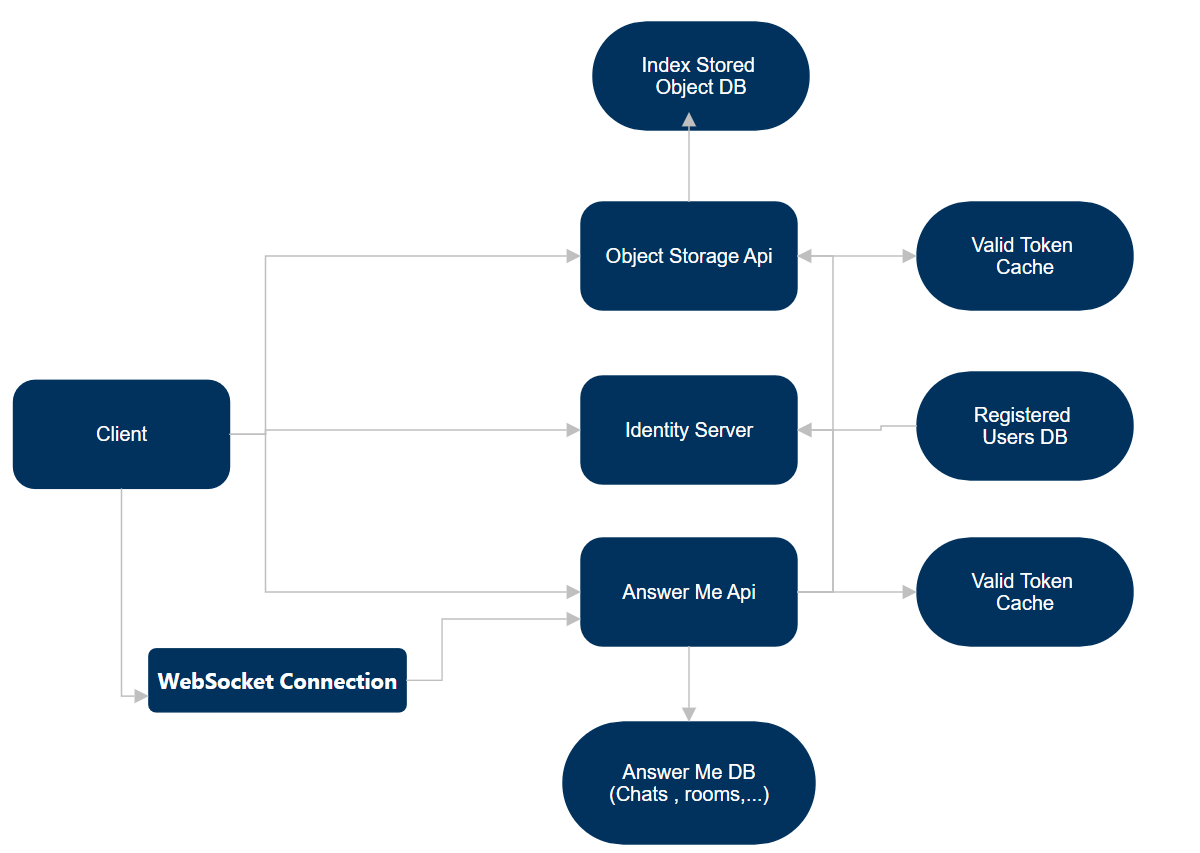 Index Stored
Object DB
Object Storage Api
Valid Token
Cache
Client
Identity Server
Registered
Users DB
Answer Me Api
Valid Token
Cache
WebSocket Connection
Answer Me DB
(Chats , rooms,...)